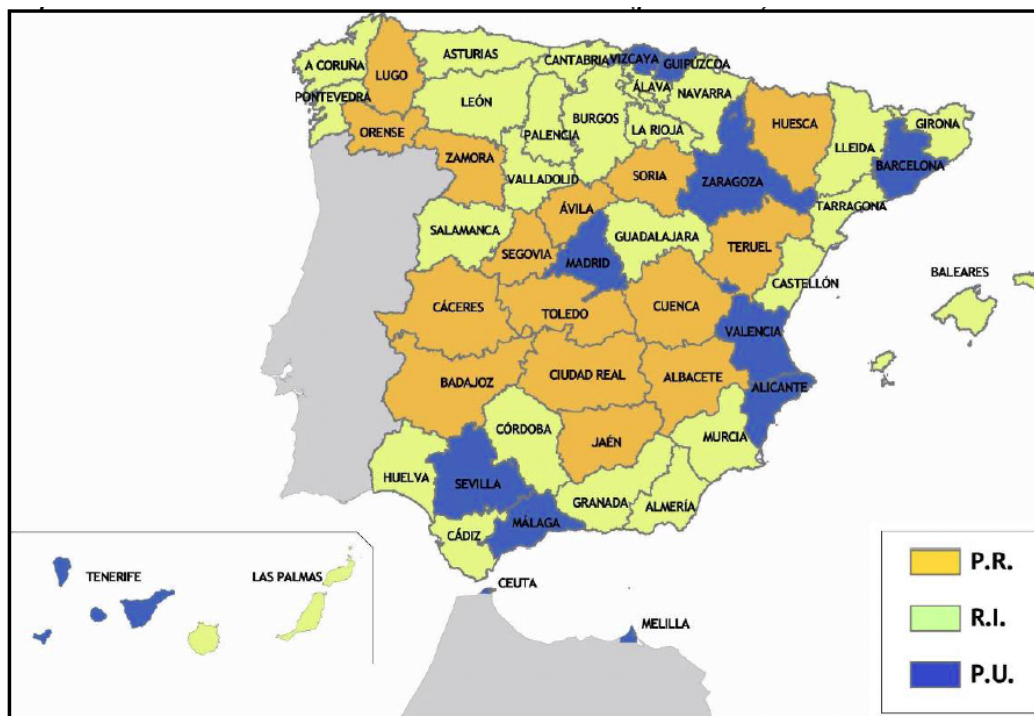 A CORUÑA
LUGO
ASTURIAS
CANTABRIA
VIZCAYA
GUIPÚZCOA
PONTEVEDRA
LEÓN
ÁLAVA
NAVARRA
ORENSE
PALENCIA
BURGOS
LA RIOJA
HUESCA
GIRONA
LLEIDA
BARCELONA
ZAMORA
VALLADOLID
SORIA
ZARAGOZA
TARRAGONA
SALAMANCA
ÁVILA
SEGOVIA
GUADALAJARA
MADRID
TERUEL
CASTELLÓN
BALEARES
CÁCERES
TOLEDO
CUENCA
VALENCIA
BADAJOZ
CIUDAD REAL
ALBACETE
ALICANTE
CÓRDOBA
JAÉN
MURCIA
HUELVA
SEVILLA
GRANADA
ALMERÍA
CÁDIZ
MÁLAGA
TENERIFE
LAS PALMAS
CEUTA
MELILLA
P.R.
R.I.
P.U.